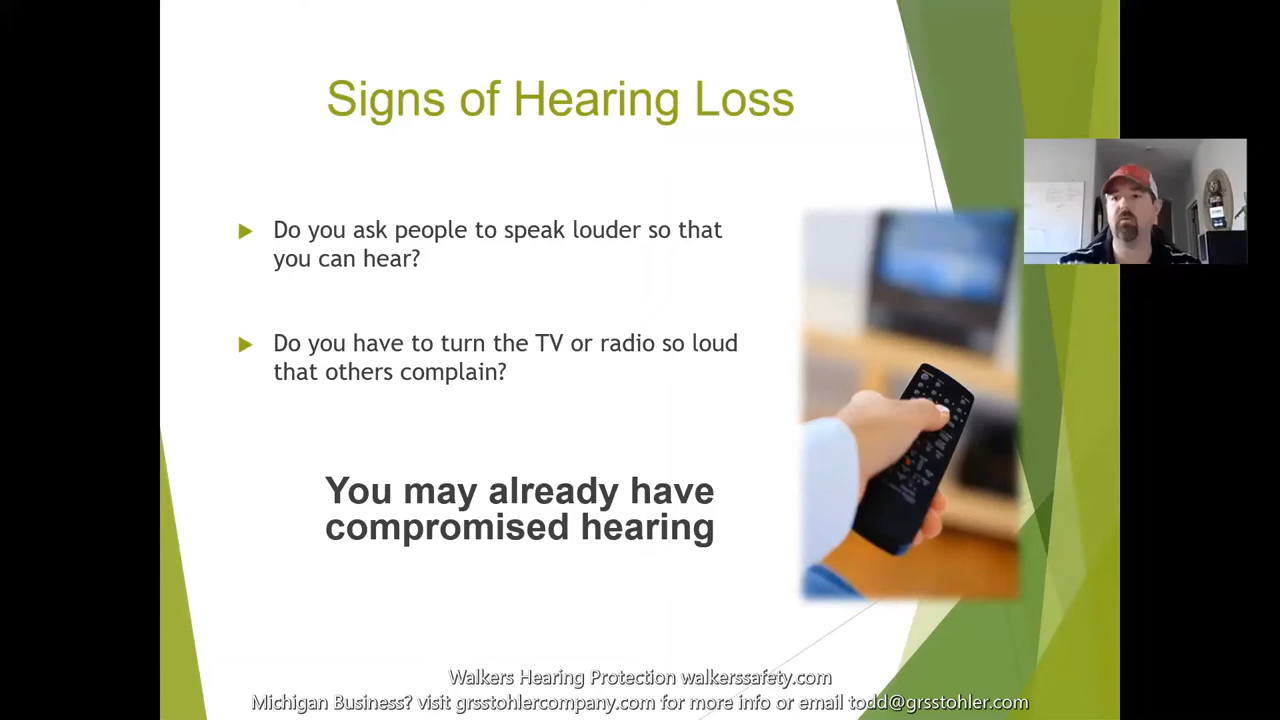 Signs of Hearing Loss
Do you ask people to speak louder so that
you can hear?
Do you have to turn the TV or radio so loud
that others complain?
You may already have
compromised hearing
Walkers Hearing Protection walkerssafety.com
Michigan Business? visit grsstohlercompany.com for more info or email todd@grsstohler.com